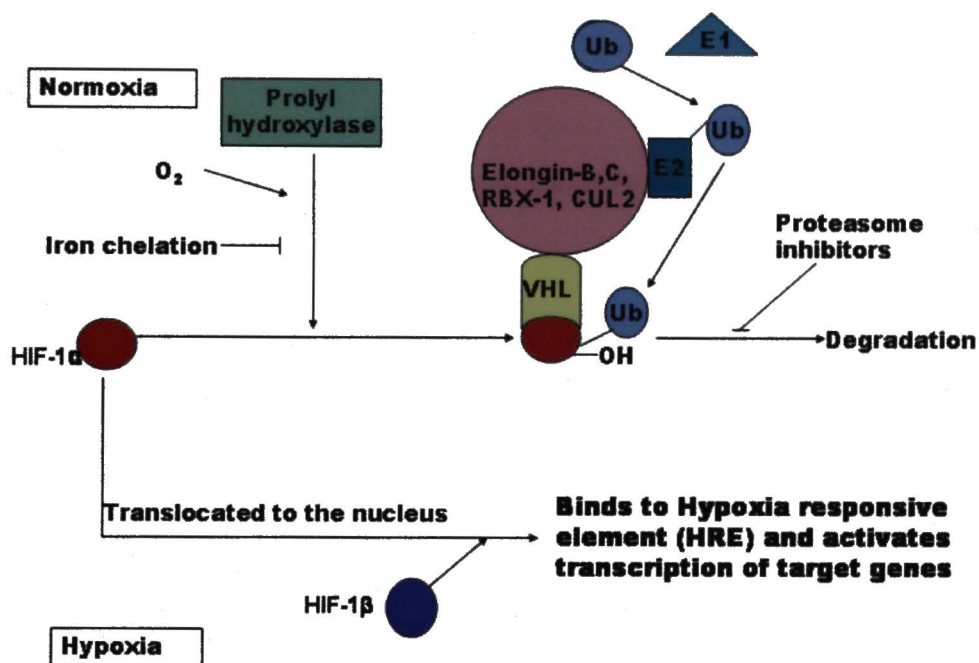 Ub
E1
Normoxia
Prolyl
hydroxylase
Ub
O2
Elongin-B,C,
RBX-1, CUL2
E2
Iron chelation
Proteasome
inhibitors
VHL
Ub
HIF-1α
OH
Degradation
Translocated to the nucleus
Binds to Hypoxia responsive
element (HRE) and activates
transcription of target genes
HIF-1β
Hypoxia